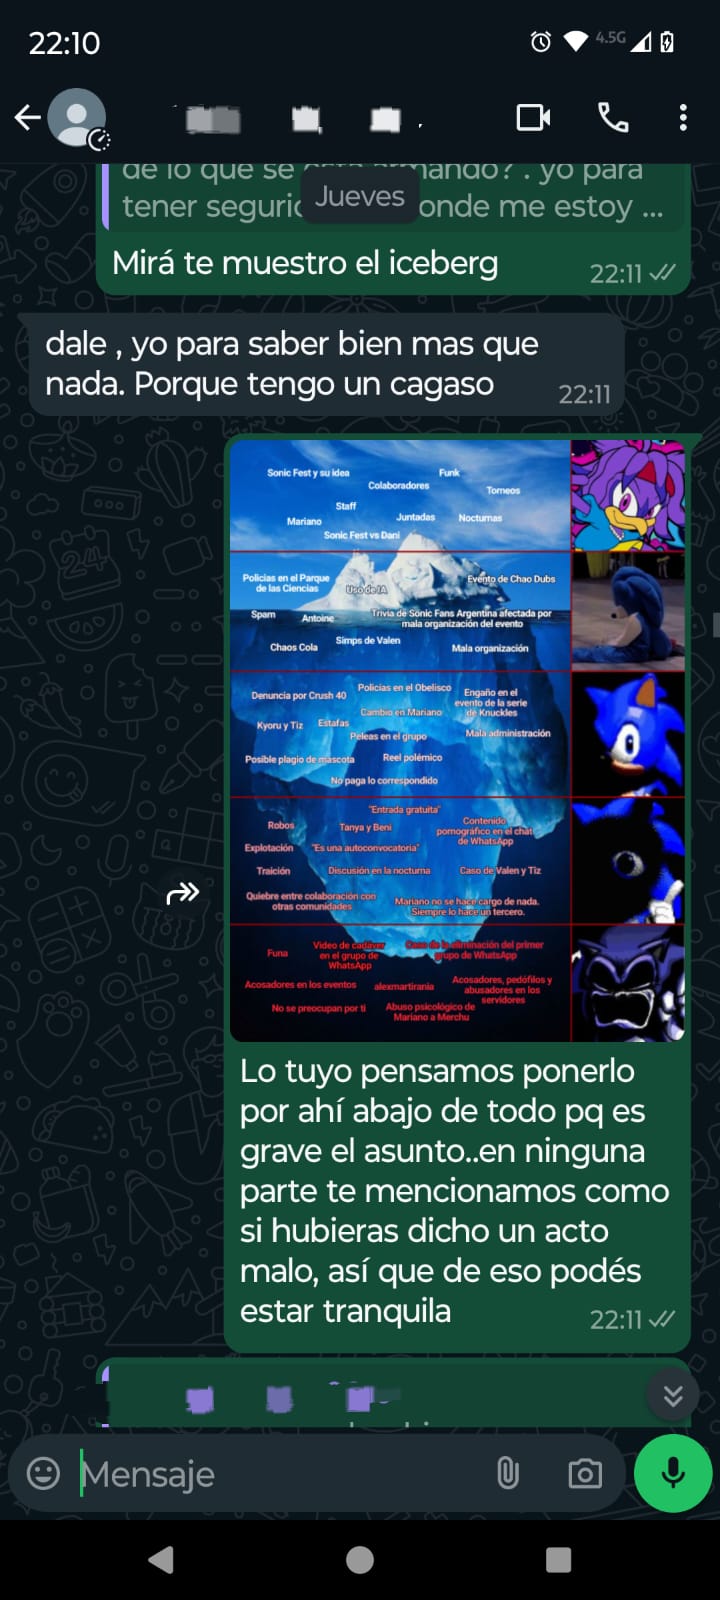 22:10
4.5G
de lo que se está armando? . yo para
Jueves
tener seguri onde me estoy ...
Mirá te muestro el iceberg
22:11
dale , yo para saber bien mas que
nada. Porque tengo un cagaso
22:11
Sonic Fest y su idea
Funk
Colaboradores
Torneos
Staff
Mariano
Juntadas
Nocturnas
Sonic Fest vs Dani
Policias en el Parque
de las Ciencias
Uso de IA
Evento de Chao Dubs
Spam
Antoine
Trivia de Sonic Fans Argentina afectada por
mala organización del evento
Chaos Cola
Simps de Valen
Mala organización
Denuncia por Crush 40
Policias en el Obelisco
Engaño en el
evento de la serie
de Knuckles
Cambio en Mariano
Kyoru y Tiz
Estafas
Peleas en el grupo
Mala administración
Posible plagio de mascota
Reel polémico
No paga lo correspondido
"Entrada gratuita"
Robos
Tanya y Beni
Contenido
pornografico en el chat
de WhatsApp
Explotación
"Es una autoconvocatoria"
Traición
Discusión en la nocturna
Caso de Valen y Tiz
Quiebre entre colaboración con
otras comunidades
Mariano no se hace cargo de nada.
Siempre lo hace un tercero.
Funa
Video de cadáver
en el grupo de
WhatsApp
Caso de la eliminación del primer
grupo de WhatsApp
Acosadores en los eventos
alexmartirania
Acosadores, pedófilos y
abusadores en los
servidores
No se preocupan por ti
Abuso psicológico de
Mariano a Merchu
Lo tuyo pensamos ponerlo
por ahí abajo de todo pq es
grave el asunto..en ninguna
parte te mencionamos como
si hubieras dicho un acto
malo, así que de eso podés
estar tranquila
22:11
Mensaje